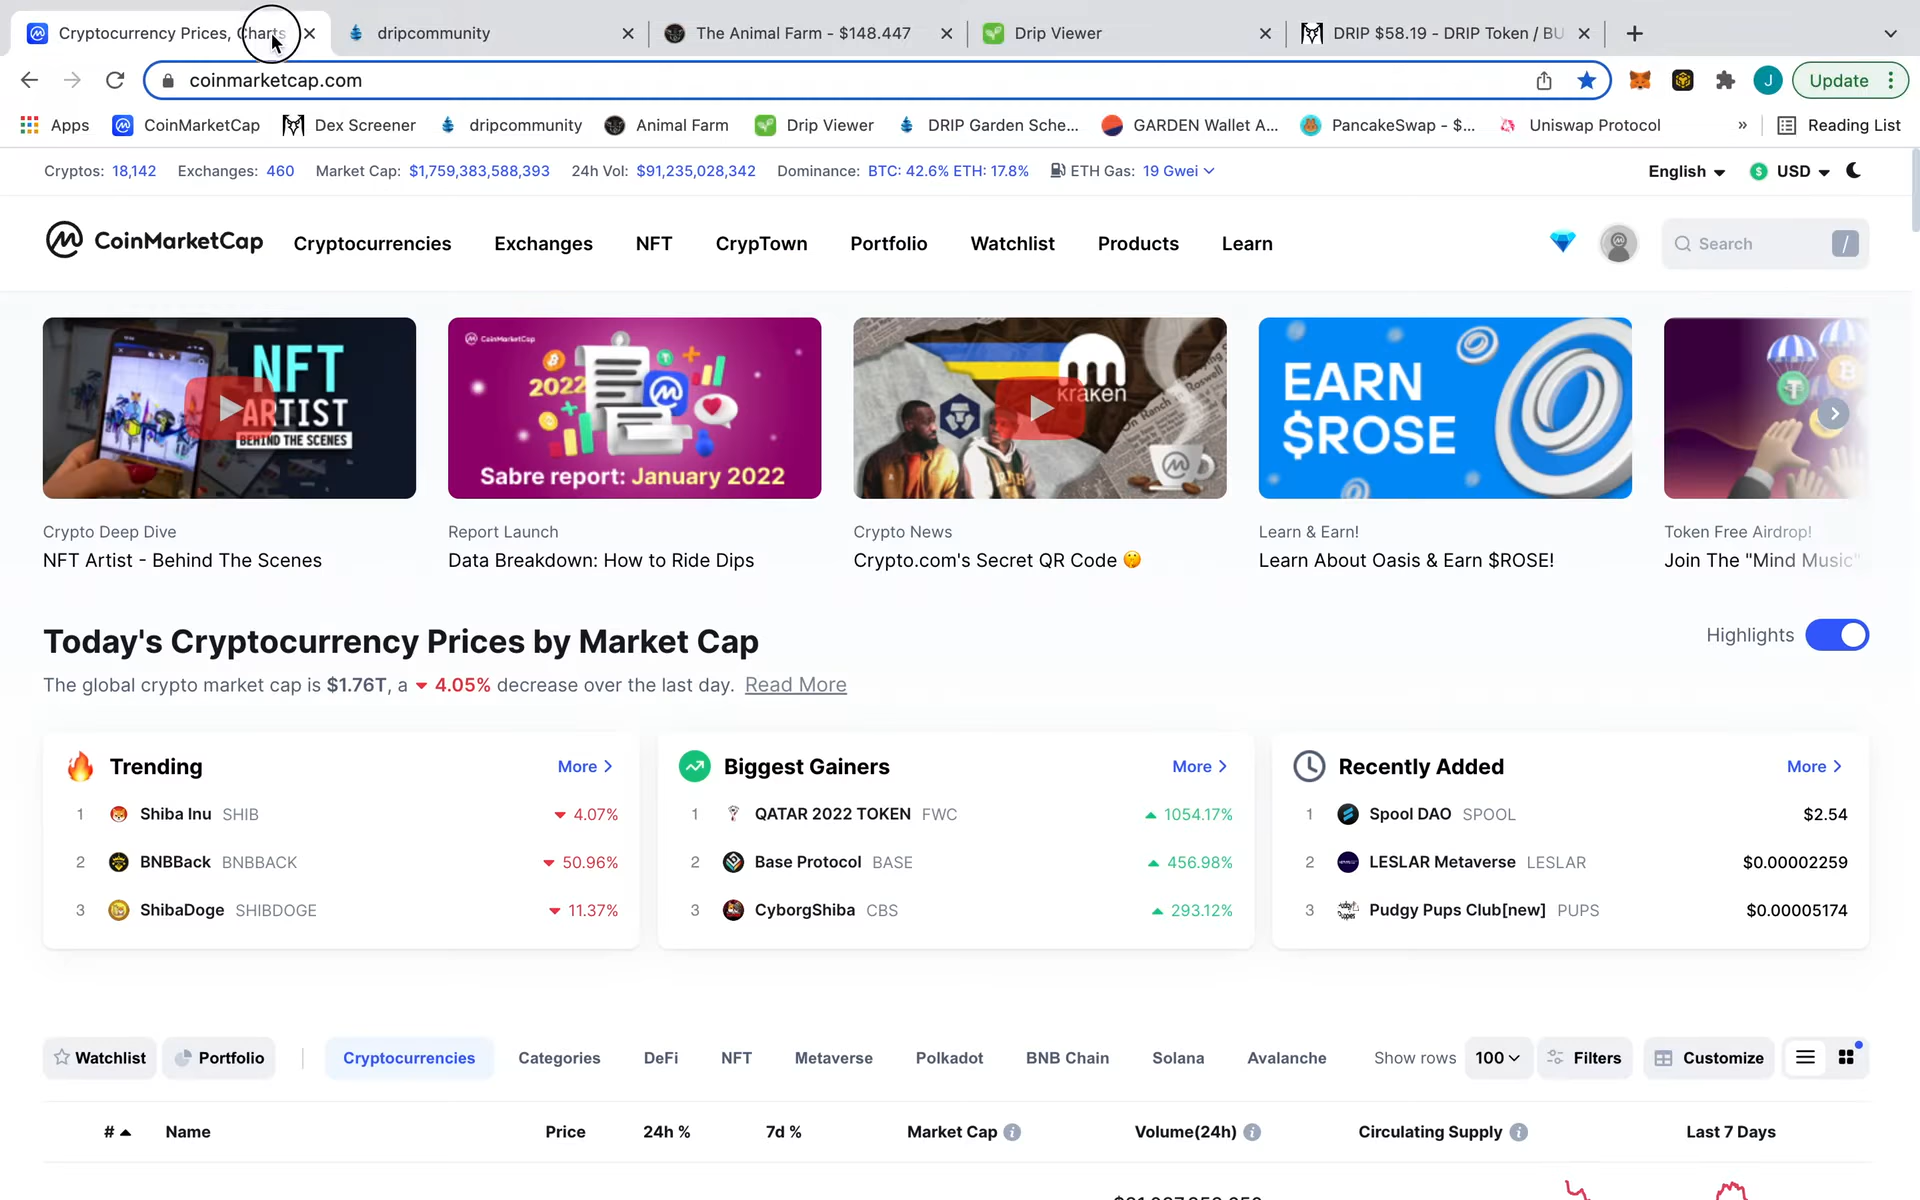 Cryptocurrency Prices, Charts
dripcommunity
The Animal Farm - $148.447
Drip Viewer
DRIP $58.19 - DRIP Token / BU
coinmarketcap.com
J
Update
Apps
CoinMarketCap
Dex Screener
dripcommunity
Animal Farm
Drip Viewer
DRIP Garden Sche...
GARDEN Wallet A...
PancakeSwap - $...
Uniswap Protocol
»
Reading List
Cryptos: 18,142 Exchanges: 460 Market Cap: $1,759,383,588,393 24h Vol: $91,235,028,342 Dominance: BTC: 42.6% ETH: 17.8% ETH Gas: 19 Gwei
English $ USD
CoinMarketCap
Cryptocurrencies Exchanges NFT CrypTown Portfolio Watchlist Products Learn
Search /
NFT
ARTIST
BEHIND THE SCENES
CoinMarketCap
2022
Sabre report: January 2022
kraken
EARN
$ROSE
Crypto Deep Dive
NFT Artist - Behind The Scenes
Report Launch
Data Breakdown: How to Ride Dips
Crypto News
Crypto.com's Secret QR Code 🤫
Learn & Earn!
Learn About Oasis & Earn $ROSE!
Token Free Airdrop!
Join The "Mind Music"
Today's Cryptocurrency Prices by Market Cap
Highlights
The global crypto market cap is $1.76T, a ▼ 4.05% decrease over the last day. Read More
Trending More >
1 Shiba Inu SHIB ▼ 4.07%
2 BNBBack BNBBACK ▼ 50.96%
3 ShibaDoge SHIBDOGE ▼ 11.37%
Biggest Gainers More >
1 QATAR 2022 TOKEN FWC ▲ 1054.17%
2 Base Protocol BASE ▲ 456.98%
3 CyborgShiba CBS ▲ 293.12%
Recently Added More >
1 Spool DAO SPOOL $2.54
2 LESLAR Metaverse LESLAR $0.00002259
3 Pudgy Pups Club[new] PUPS $0.00005174
Watchlist Portfolio Cryptocurrencies Categories DeFi NFT Metaverse Polkadot BNB Chain Solana Avalanche Show rows 100 Filters Customize
# Name Price 24h % 7d % Market Cap Volume(24h) Circulating Supply Last 7 Days